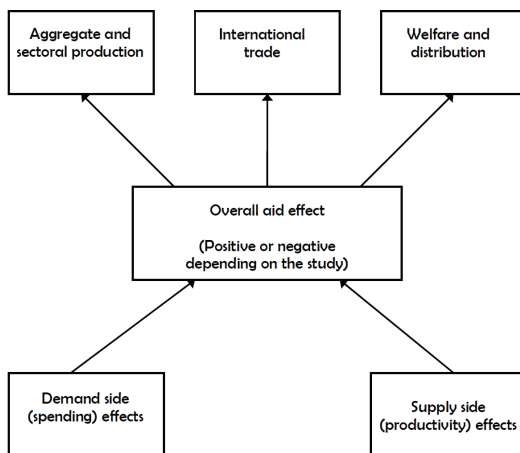 Aggregate and
sectoral production
International
trade
Welfare and
distribution
Overall aid effect
(Positive or negative
depending on the study)
Demand side
(spending) effects
Supply side
(productivity) effects